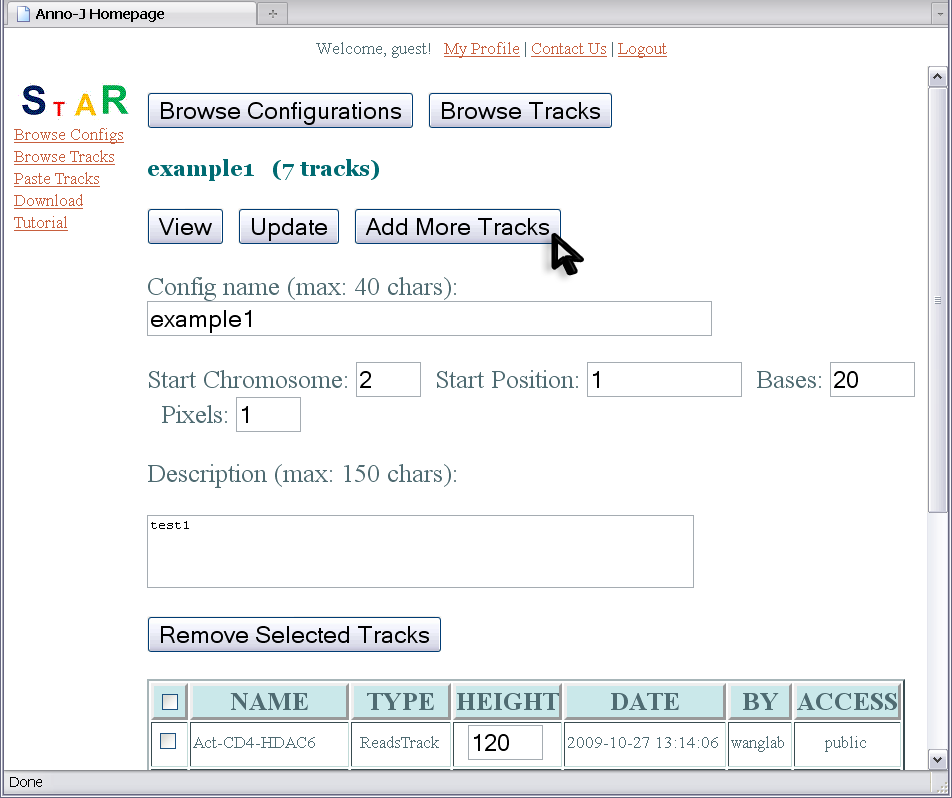 Anno-J Homepage
Welcome, guest! My Profile | Contact Us | Logout
STAR
Browse Configs
Browse Tracks
Paste Tracks
Download
Tutorial
Browse Configurations Browse Tracks
example1 (7 tracks)
View Update Add More Tracks
Config name (max: 40 chars):
example1
Start Chromosome: 2 Start Position: 1 Bases: 20
Pixels: 1
Description (max: 150 chars):
test1
Remove Selected Tracks
NAME TYPE HEIGHT DATE BY ACCESS
Act-CD4-HDAC6 ReadsTrack 120 2009-10-27 13:14:06 wanglab public
Done